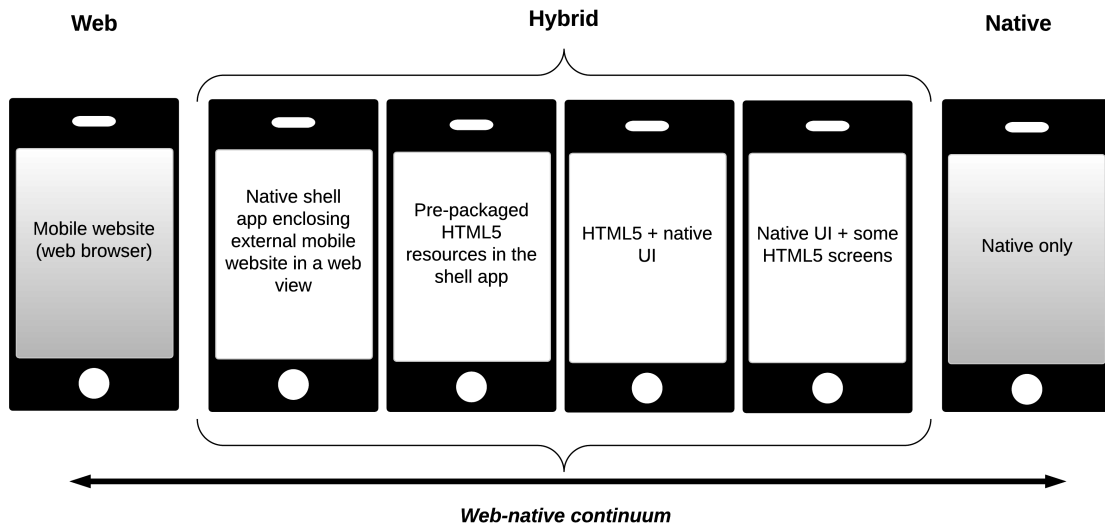 Web
Hybrid
Native
Mobile website
(web browser)
Native shell
app enclosing
external mobile
website in a web
view
Pre-packaged
HTML5
resources in the
shell app
HTML5 + native
UI
Native UI + some
HTML5 screens
Native only
Web-native continuum